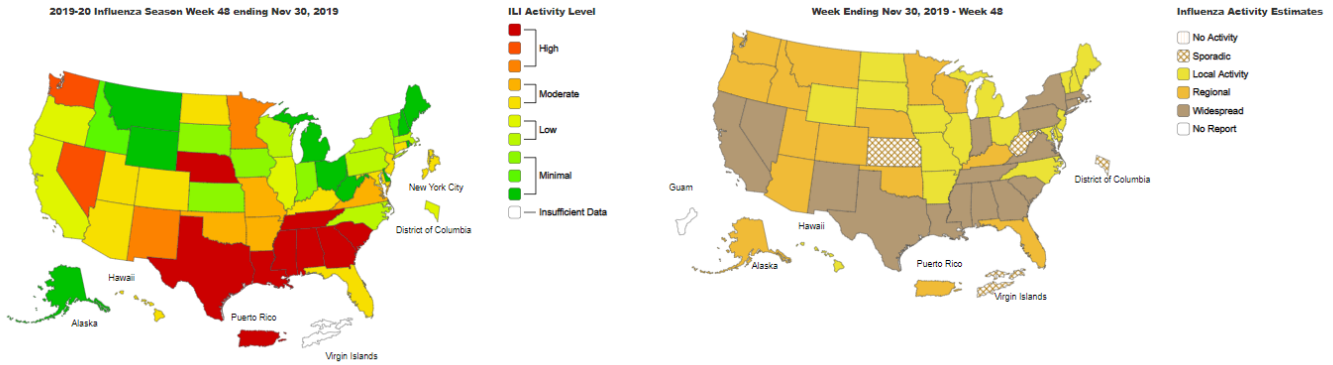 2019-20 Influenza Season Week 48 ending Nov 30, 2019
ILI Activity Level
High
Moderate
Low
Minimal
Insufficient Data
New York City
District of Columbia
Hawaii
Alaska
Puerto Rico
Virgin Islands
Week Ending Nov 30, 2019 - Week 48
Influenza Activity Estimates
No Activity
Sporadic
Local Activity
Regional
Widespread
No Report
District of Columbia
Guam
Hawaii
Alaska
Puerto Rico
Virgin Islands